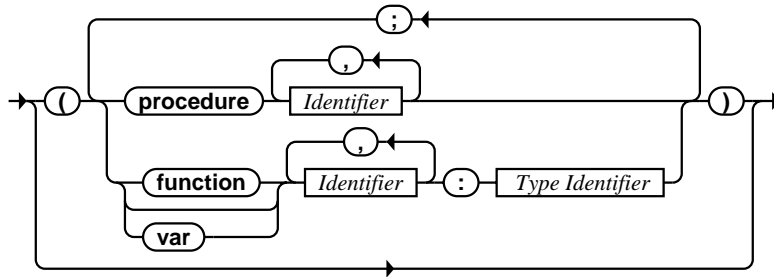 ;
,
( procedure Identifier )
,
function Identifier : Type Identifier
var